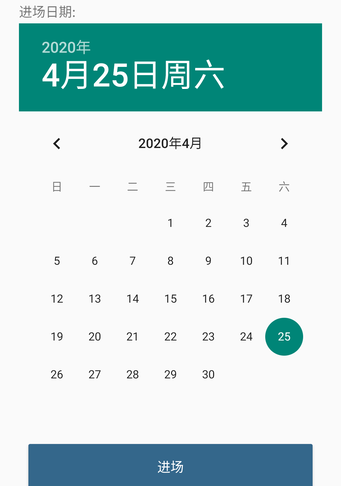 进场日期:
2020年
4月25日周六
2020年4月
日 一 二 三 四 五 六
1 2 3 4
5 6 7 8 9 10 11
12 13 14 15 16 17 18
19 20 21 22 23 24 25
26 27 28 29 30
进场